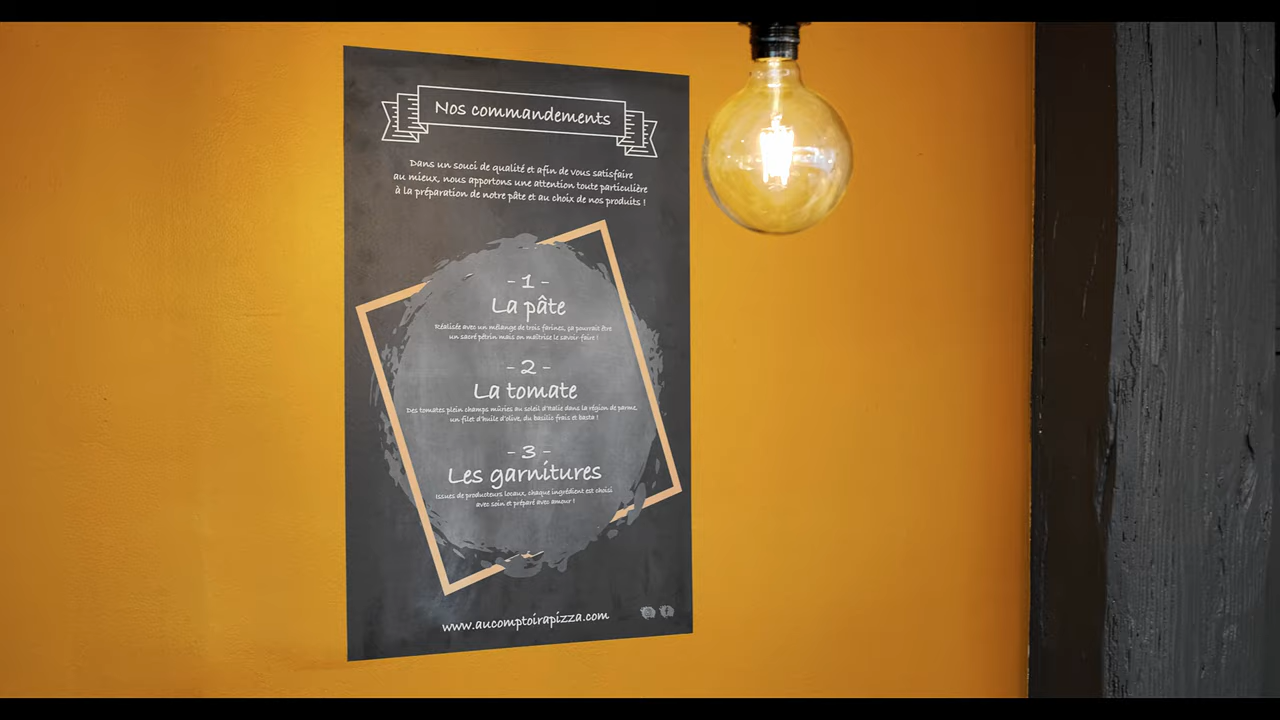 Nos commandements
Dans un souci de qualité et afin de vous satisfaire
au mieux, nous apportons une attention toute particulière
à la préparation de notre pâte et au choix de nos produits !
- 1 -
La pâte
Réalisée avec un mélange de trois farines, ça pourrait être
un sacré pétrin mais on maîtrise le savoir-faire !
- 2 -
La tomate
Des tomates plein champs mûries au soleil d'Italie dans la région de parme,
un filet d'huile d'olive, du basilic frais et basta !
- 3 -
Les garnitures
Issues de producteurs locaux, chaque ingrédient est choisi
avec soin et préparé avec amour !
www.aucomptoirapizza.com